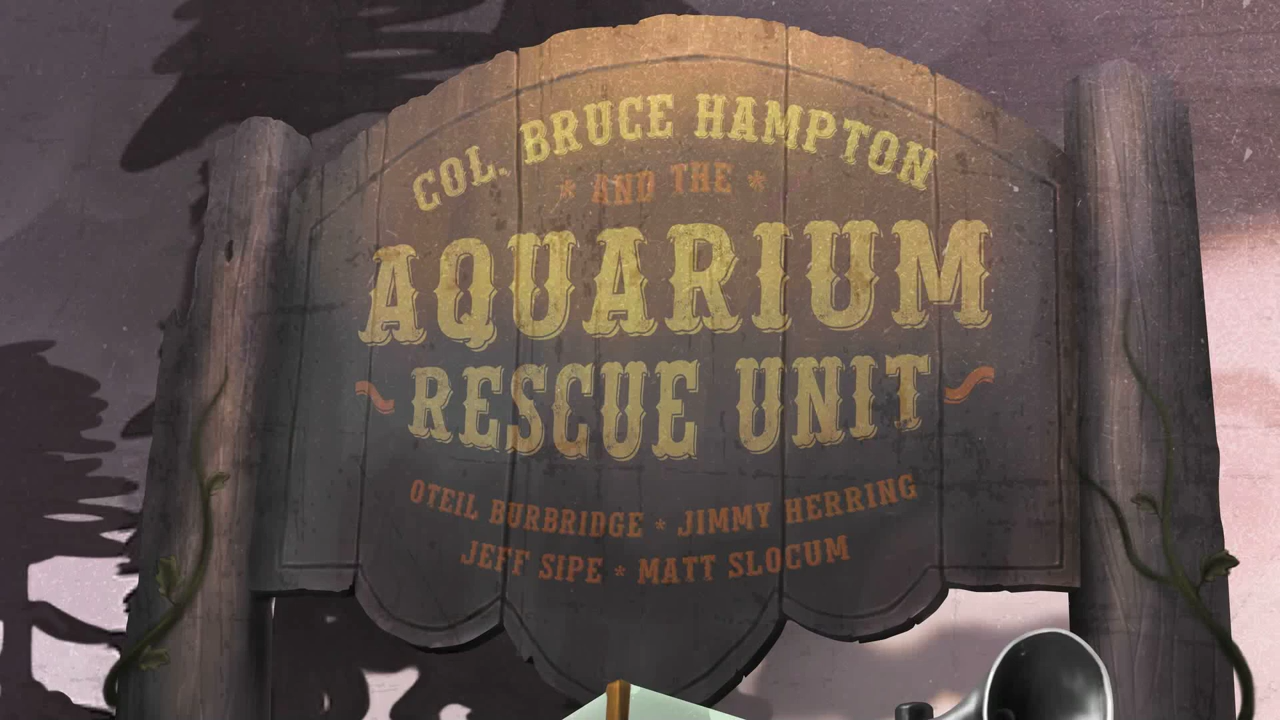 COL. BRUCE HAMPTON
* AND THE *
AQUARIUM
~ RESCUE UNIT ~
OTEIL BURBRIDGE * JIMMY HERRING
JEFF SIPE * MATT SLOCUM